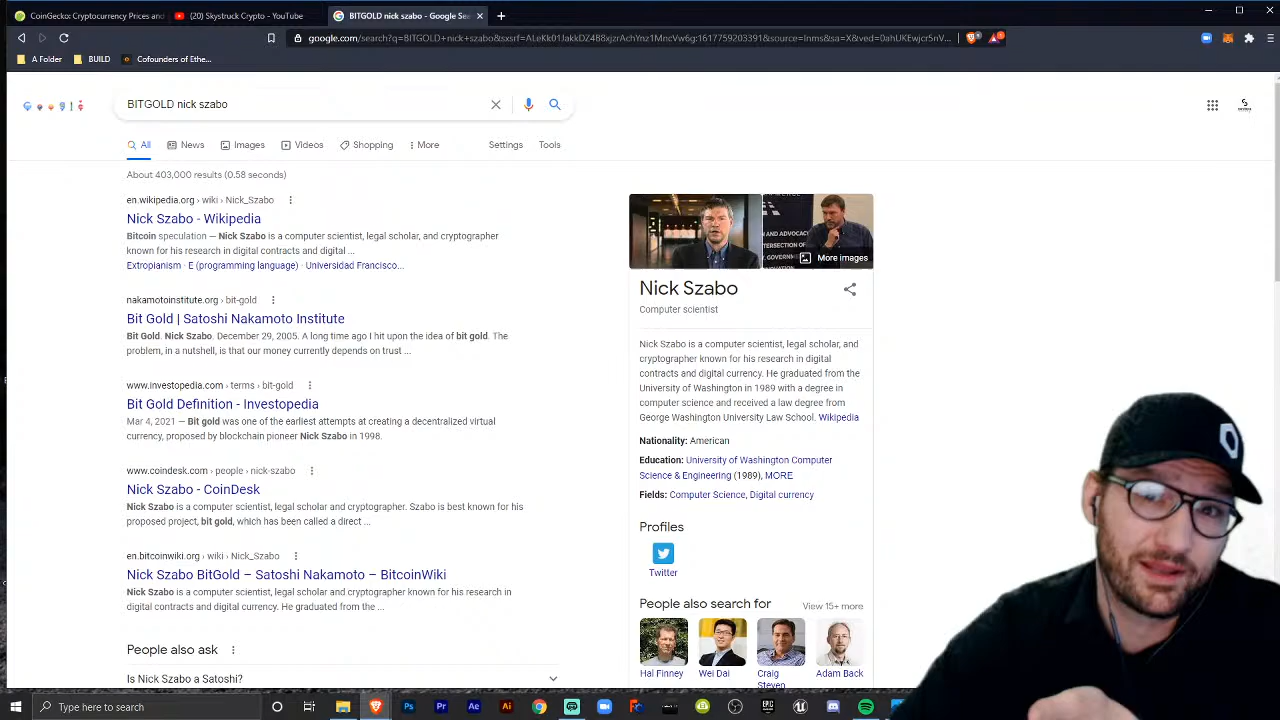 CoinGecko: Cryptocurrency Prices and
(20) Skystruck Crypto - YouTube
BITGOLD nick szabo - Google Sea
A Folder
BUILD
Cofounders of Ethe...
BITGOLD nick szabo
All
News
Images
Videos
Shopping
More
Settings
Tools
About 403,000 results (0.58 seconds)
en.wikipedia.org › wiki › Nick_Szabo
Nick Szabo - Wikipedia
Bitcoin speculation — Nick Szabo is a computer scientist, legal scholar, and cryptographer
known for his research in digital contracts and digital ...
Extropianism · E (programming language) · Universidad Francisco...
nakamotoinstitute.org › bit-gold
Bit Gold | Satoshi Nakamoto Institute
Bit Gold. Nick Szabo. December 29, 2005. A long time ago I hit upon the idea of bit gold. The
problem, in a nutshell, is that our money currently depends on trust ...
www.investopedia.com › terms › bit-gold
Bit Gold Definition - Investopedia
Mar 4, 2021 — Bit gold was one of the earliest attempts at creating a decentralized virtual
currency, proposed by blockchain pioneer Nick Szabo in 1998.
www.coindesk.com › people › nick-szabo
Nick Szabo - CoinDesk
Nick Szabo is a computer scientist, legal scholar and cryptographer. Szabo is best known for his
proposed project, bit gold, which has been called a direct ...
en.bitcoinwiki.org › wiki › Nick_Szabo
Nick Szabo BitGold – Satoshi Nakamoto – BitcoinWiki
Nick Szabo is a computer scientist, legal scholar and cryptographer known for his research in
digital contracts and digital currency. He graduated from the ...
People also ask
Is Nick Szabo a Satoshi?
More images
Nick Szabo
Computer scientist
Nick Szabo is a computer scientist, legal scholar, and
cryptographer known for his research in digital
contracts and digital currency. He graduated from the
University of Washington in 1989 with a degree in
computer science and received a law degree from
George Washington University Law School. Wikipedia
Nationality: American
Education: University of Washington Computer
Science & Engineering (1989), MORE
Fields: Computer Science, Digital currency
Profiles
Twitter
People also search for
View 15+ more
Hal Finney
Wei Dai
Craig
Steven
Adam Back
Type here to search
Ps
Pr
Ae
Ai